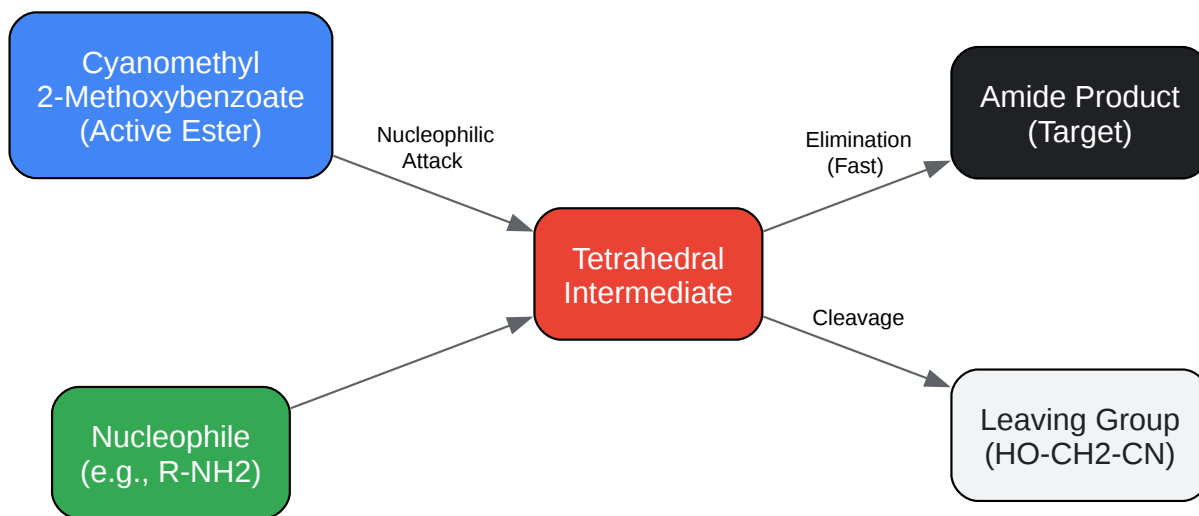 Cyanomethyl
2-Methoxybenzoate
(Active Ester)
Nucleophilic
Attack
Elimination
(Fast)
Amide Product
(Target)
Tetrahedral
Intermediate
Cleavage
Nucleophile
(e.g., R-NH2)
Leaving Group
(HO-CH2-CN)